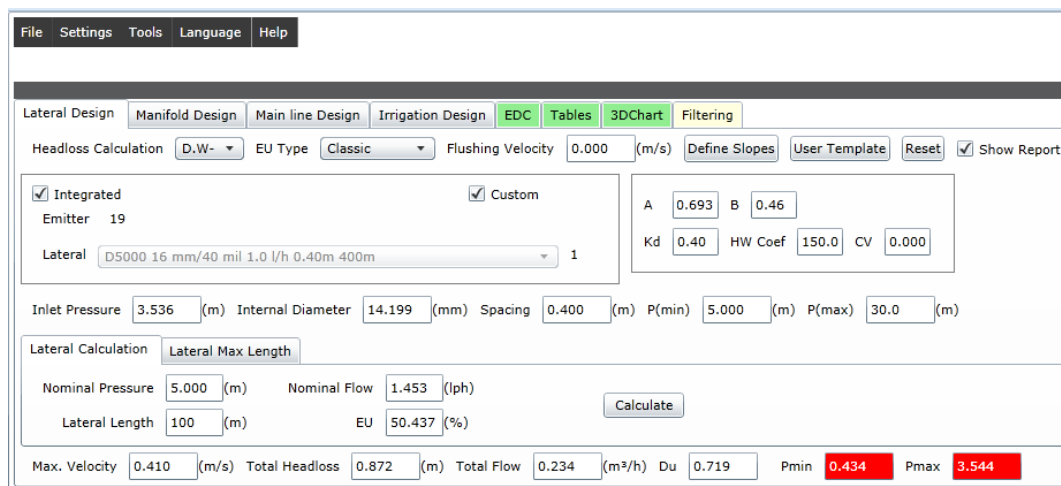 File Settings Tools Language Help
Lateral Design Manifold Design Main line Design Irrigation Design EDC Tables 3DChart Filtering
Headloss Calculation D.W- EU Type Classic Flushing Velocity 0.000 (m/s) Define Slopes User Template Reset Show Report
Integrated Custom
Emitter 19
Lateral D5000 16 mm/40 mil 1.0 l/h 0.40m 400m 1
A 0.693 B 0.46
Kd 0.40 HW Coef 150.0 CV 0.000
Inlet Pressure 3.536 (m) Internal Diameter 14.199 (mm) Spacing 0.400 (m) P(min) 5.000 (m) P(max) 30.0 (m)
Lateral Calculation Lateral Max Length
Nominal Pressure 5.000 (m) Nominal Flow 1.453 (lph)
Lateral Length 100 (m) EU 50.437 (%)
Calculate
Max. Velocity 0.410 (m/s) Total Headloss 0.872 (m) Total Flow 0.234 (m³/h) Du 0.719 Pmin 0.434 Pmax 3.544